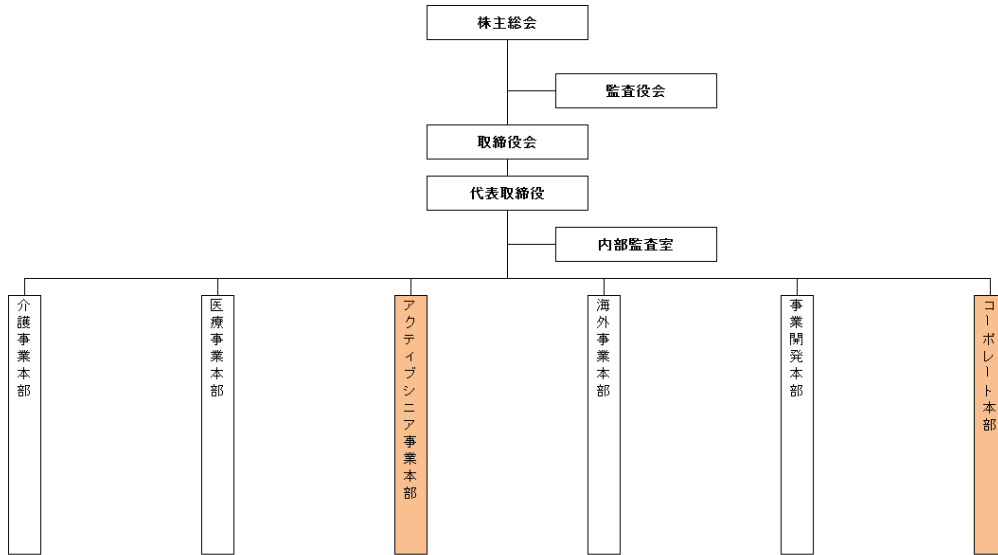 株主総会
監査役会
取締役会
代表取締役
内部監査室
介護事業本部
医療事業本部
アクティブシニア事業本部
海外事業本部
事業開発本部
コーポレート本部